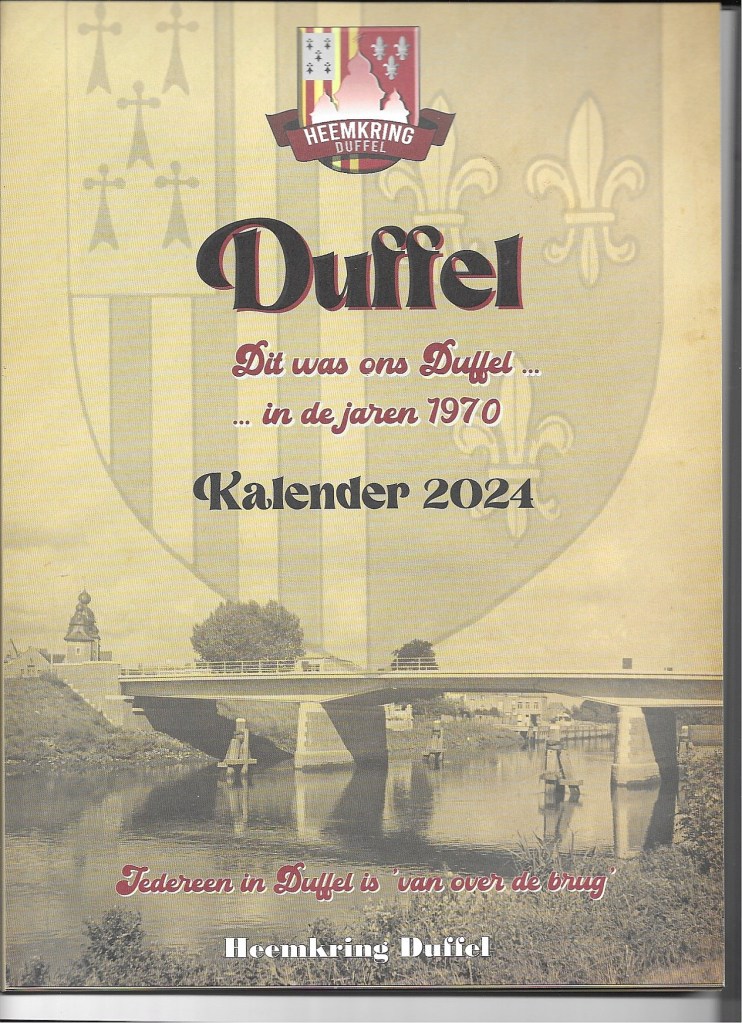 HEEMKRING
DUFFEL
Duffel
Dit was ons Duffel ...
... in de jaren 1970
Kalender 2024
Iedereen in Duffel is 'van over de brug'
Heemkring Duffel